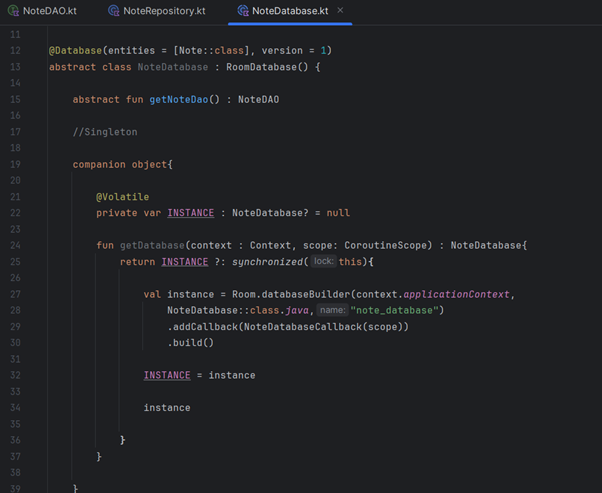 NoteDAO.kt NoteRepository.kt NoteDatabase.kt
11
12 @Database(entities = [Note::class], version = 1)
13 abstract class NoteDatabase : RoomDatabase() {
14
15 abstract fun getNoteDao() : NoteDAO
16
17 //Singleton
18
19 companion object{
20
21 @Volatile
22 private var INSTANCE : NoteDatabase? = null
23
24 fun getDatabase(context : Context, scope: CoroutineScope) : NoteDatabase{
25 return INSTANCE ?: synchronized( lock: this){
26
27 val instance = Room.databaseBuilder(context.applicationContext,
28 NoteDatabase::class.java, name: "note_database")
29 .addCallback(NoteDatabaseCallback(scope))
30 .build()
31
32 INSTANCE = instance
33
34 instance
35
36 }
37 }
38
39 }